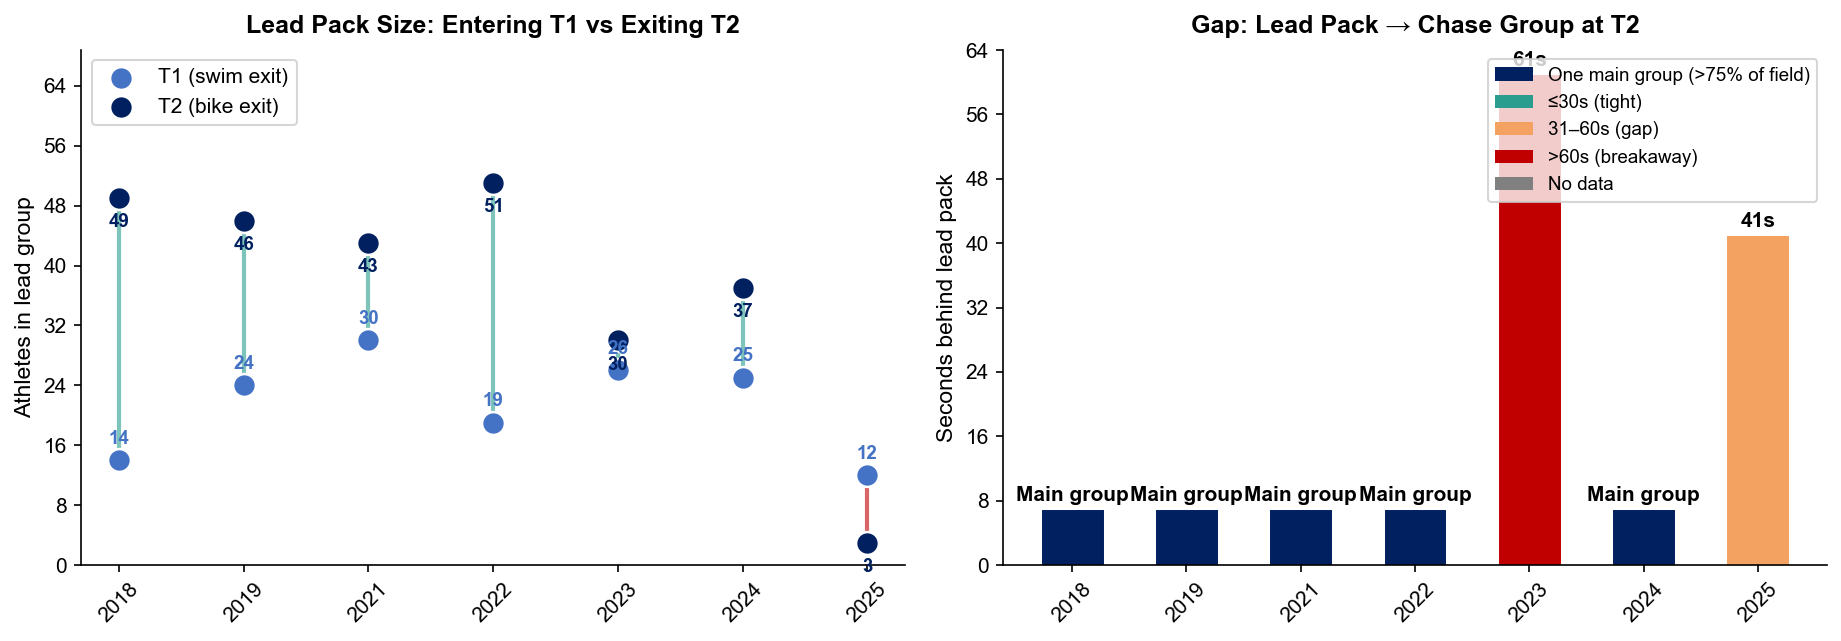 Lead Pack Size: Entering T1 vs Exiting T2
T1 (swim exit)
T2 (bike exit)
Athletes in lead group
64
56
48
40
32
24
16
8
0
49
14
46
24
43
30
51
19
26
30
37
25
12
3
2018
2019
2021
2022
2023
2024
2025
Gap: Lead Pack → Chase Group at T2
One main group (>75% of field)
≤30s (tight)
31–60s (gap)
>60s (breakaway)
No data
Seconds behind lead pack
64
56
48
40
32
24
16
8
0
Main group
Main group
Main group
Main group
61s
Main group
41s
2018
2019
2021
2022
2023
2024
2025